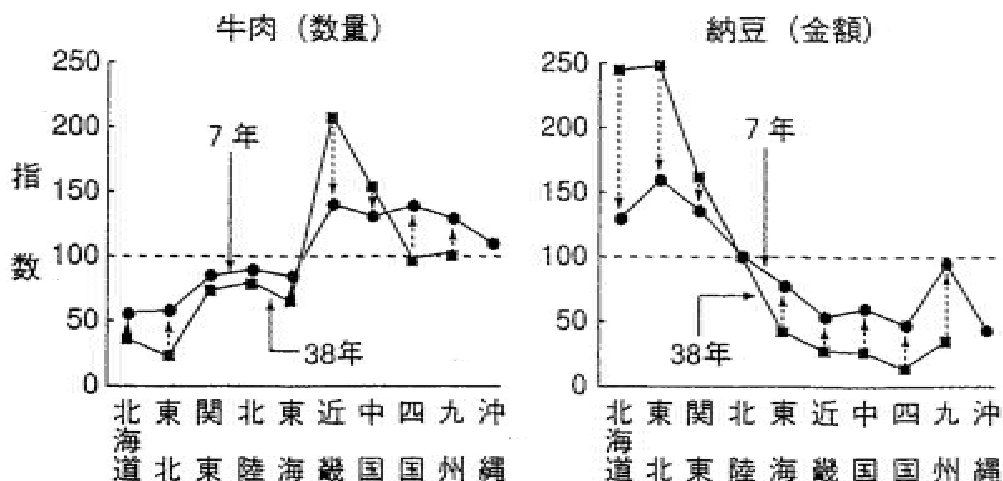 牛肉（数量）
250
200
150
100
50
0
指数
7年
38年
北海道
東北
関東
北陸
東海
近畿
中国
四国
九州
沖縄
納豆（金額）
250
200
150
100
50
0
7年
38年
北海道
東北
関東
北陸
東海
近畿
中国
四国
九州
沖縄